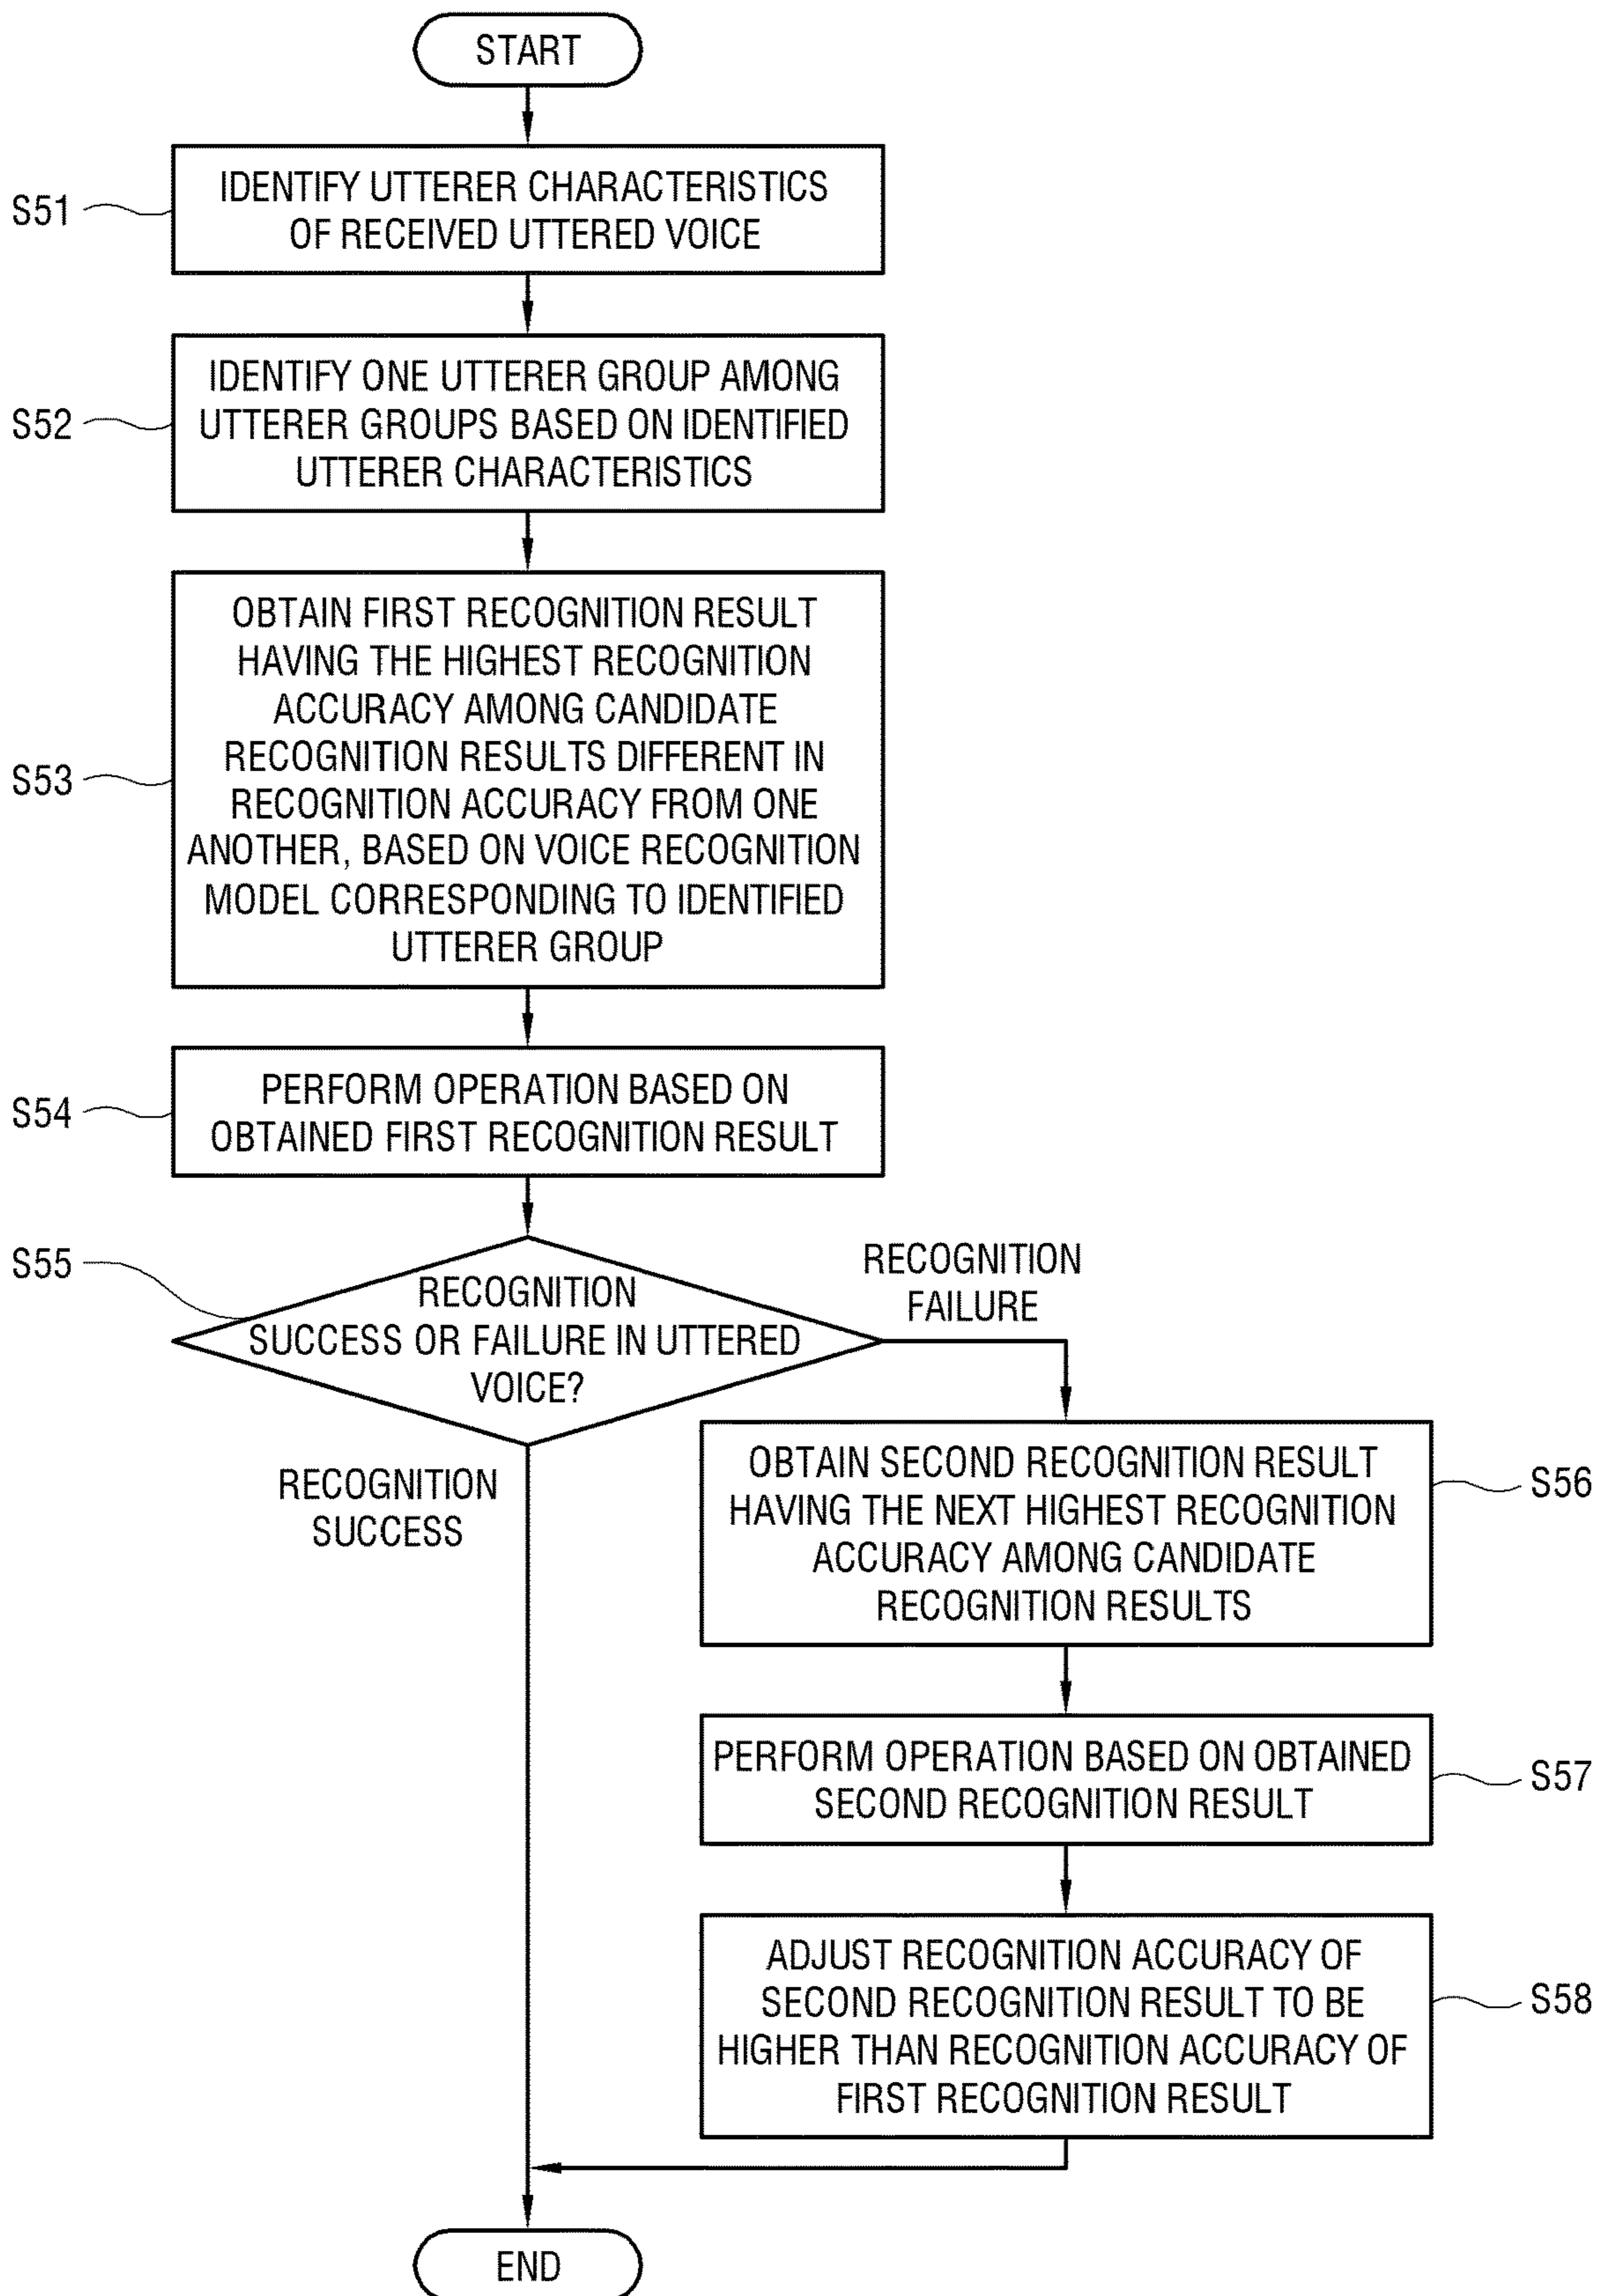 START
S51
IDENTIFY UTTERER CHARACTERISTICS
OF RECEIVED UTTERED VOICE
S52
IDENTIFY ONE UTTERER GROUP AMONG
UTTERER GROUPS BASED ON IDENTIFIED
UTTERER CHARACTERISTICS
S53
OBTAIN FIRST RECOGNITION RESULT
HAVING THE HIGHEST RECOGNITION
ACCURACY AMONG CANDIDATE
RECOGNITION RESULTS DIFFERENT IN
RECOGNITION ACCURACY FROM ONE
ANOTHER, BASED ON VOICE RECOGNITION
MODEL CORRESPONDING TO IDENTIFIED
UTTERER GROUP
S54
PERFORM OPERATION BASED ON
OBTAINED FIRST RECOGNITION RESULT
S55
RECOGNITION
SUCCESS OR FAILURE IN UTTERED
VOICE?
RECOGNITION
FAILURE
RECOGNITION
SUCCESS
OBTAIN SECOND RECOGNITION RESULT
HAVING THE NEXT HIGHEST RECOGNITION
ACCURACY AMONG CANDIDATE
RECOGNITION RESULTS
S56
PERFORM OPERATION BASED ON OBTAINED
SECOND RECOGNITION RESULT
S57
ADJUST RECOGNITION ACCURACY OF
SECOND RECOGNITION RESULT TO BE
HIGHER THAN RECOGNITION ACCURACY OF
FIRST RECOGNITION RESULT
S58
END